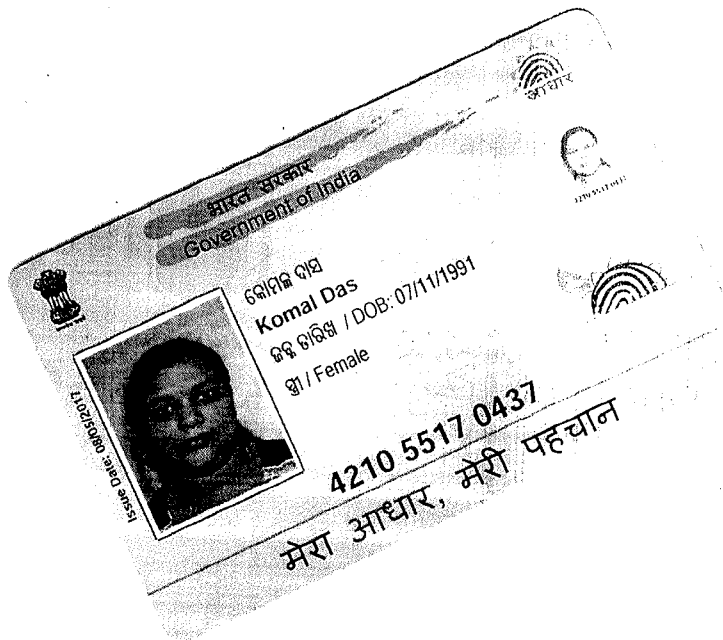 आधार
भारत सरकार
Government of India
କୋମଳ ଦାସ
Komal Das
ଜନ୍ମ ତାରିଖ / DOB: 07/11/1991
ସ୍ତ୍ରୀ / Female
Issue Date: 08/05/2017
4210 5517 0437
मेरा आधार, मेरी पहचान